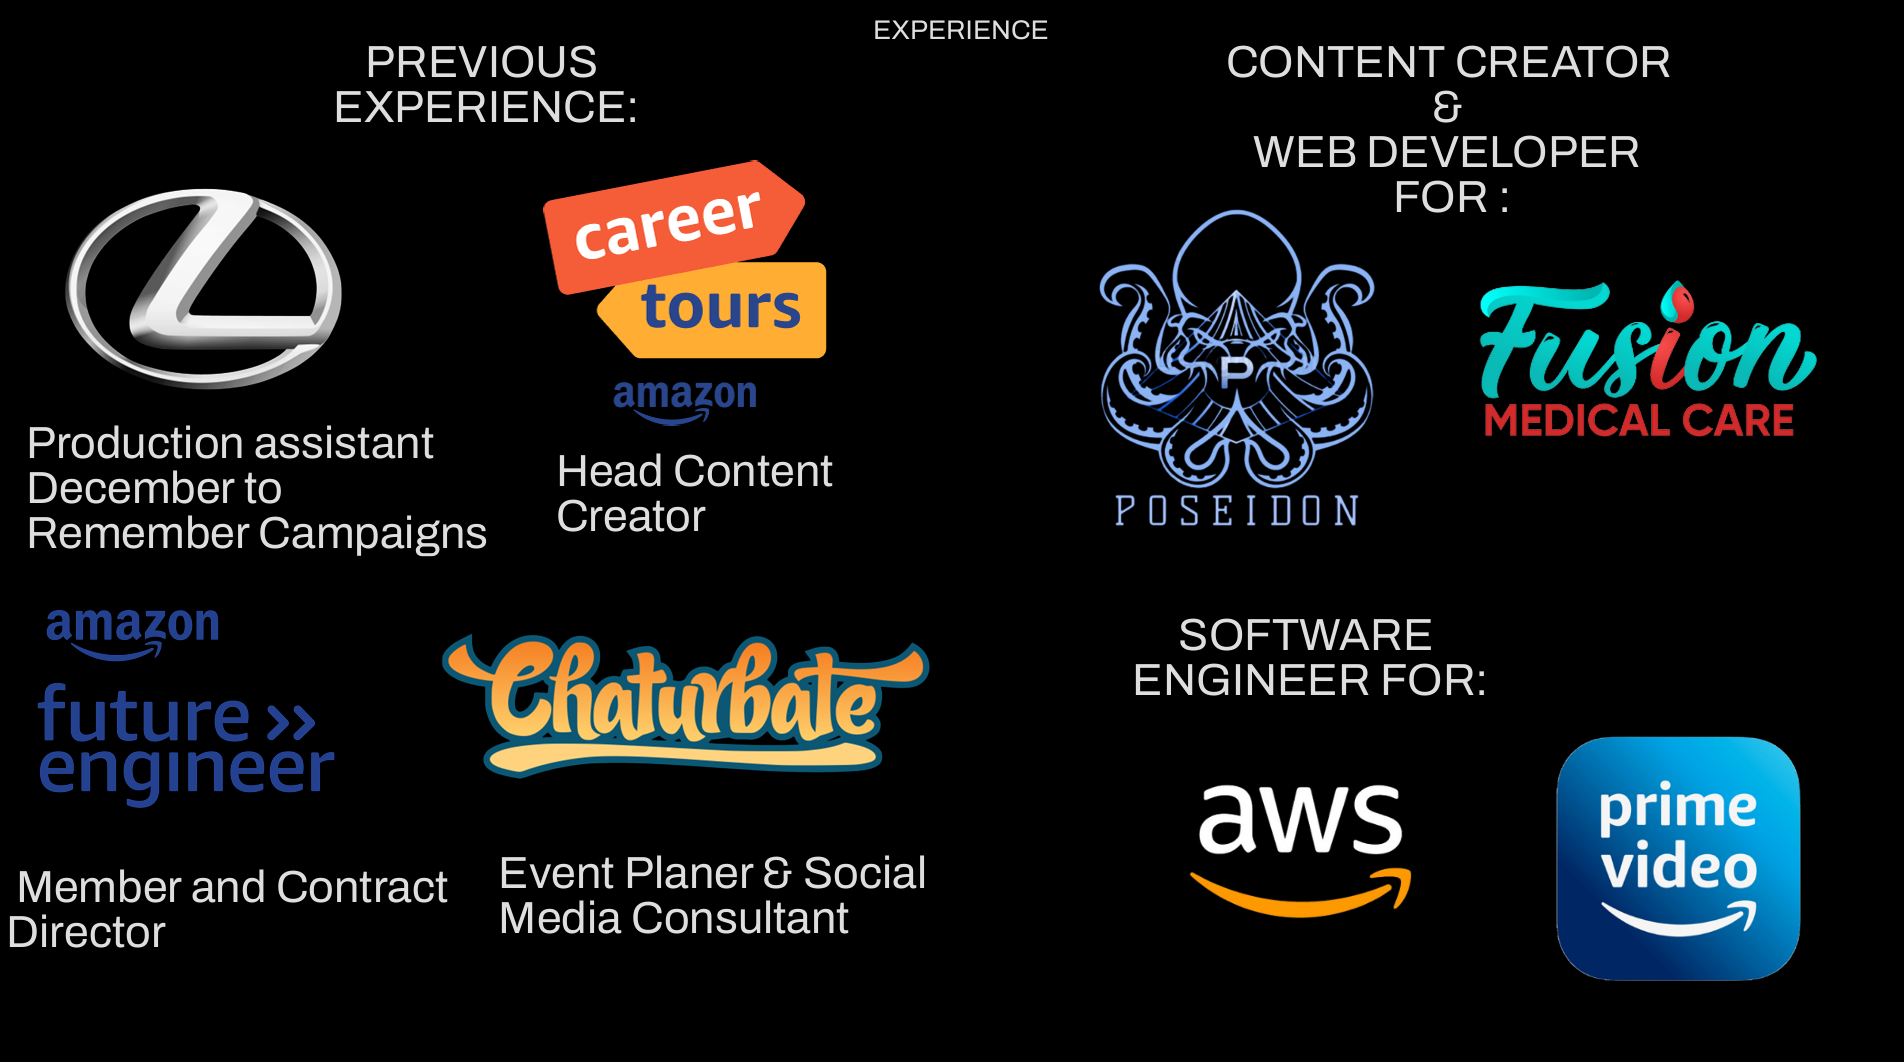 EXPERIENCE
PREVIOUS
EXPERIENCE:
career
tours
amazon
Production assistant
December to
Remember Campaigns
Head Content
Creator
amazon
future
engineer
Chaturbate
Member and Contract
Director
Event Planer & Social
Media Consultant
CONTENT CREATOR
&
WEB DEVELOPER
FOR :
P
POSEIDON
Fusion
MEDICAL CARE
SOFTWARE
ENGINEER FOR:
aws
prime
video